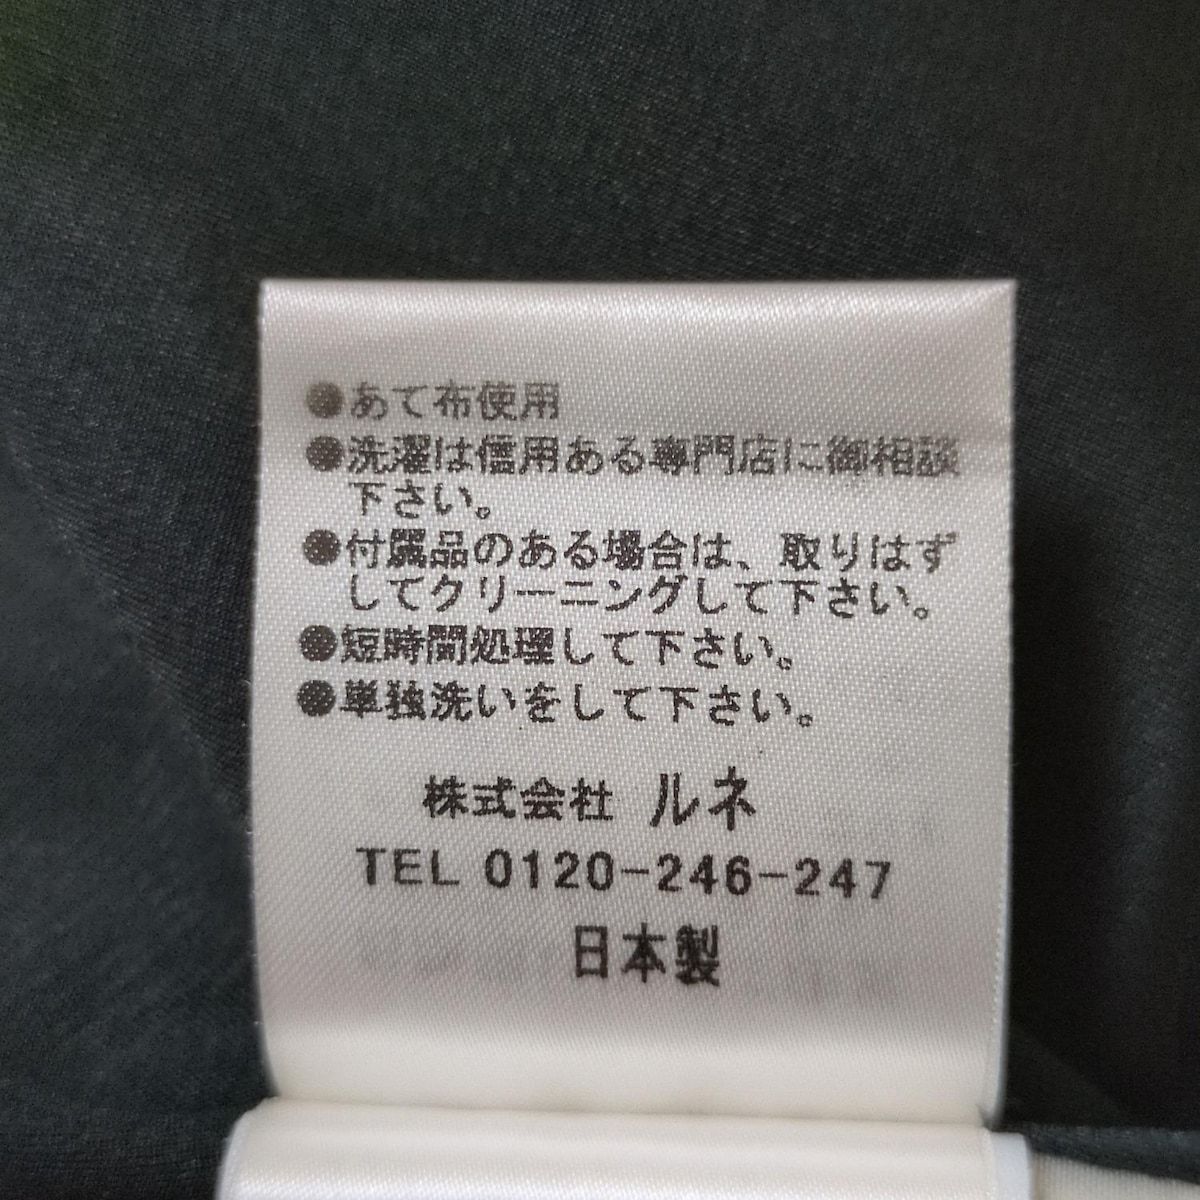 ●あて布使用
●洗濯は信用ある専門店に御相談
下さい。
●付属品のある場合は、取りはず
してクリーニングして下さい。
●短時間処理して下さい。
●単独洗いをして下さい。
株式会社 ルネ
TEL 0120-246-247
日本製